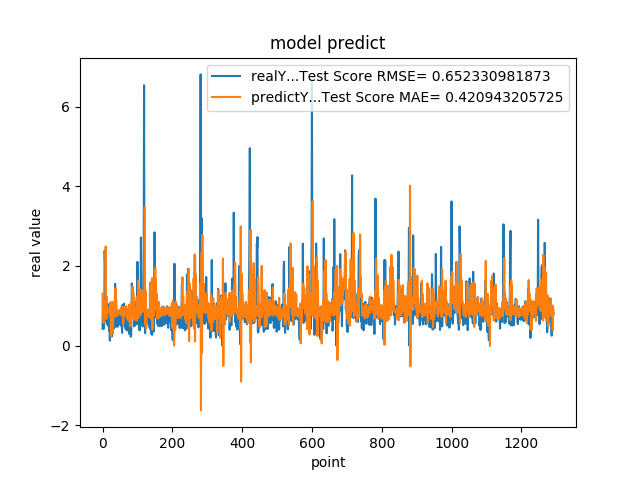 model predict
realY...Test Score RMSE= 0.652330981873
predictY...Test Score MAE= 0.420943205725
real value
6
4
2
0
−2
0 200 400 600 800 1000 1200
point